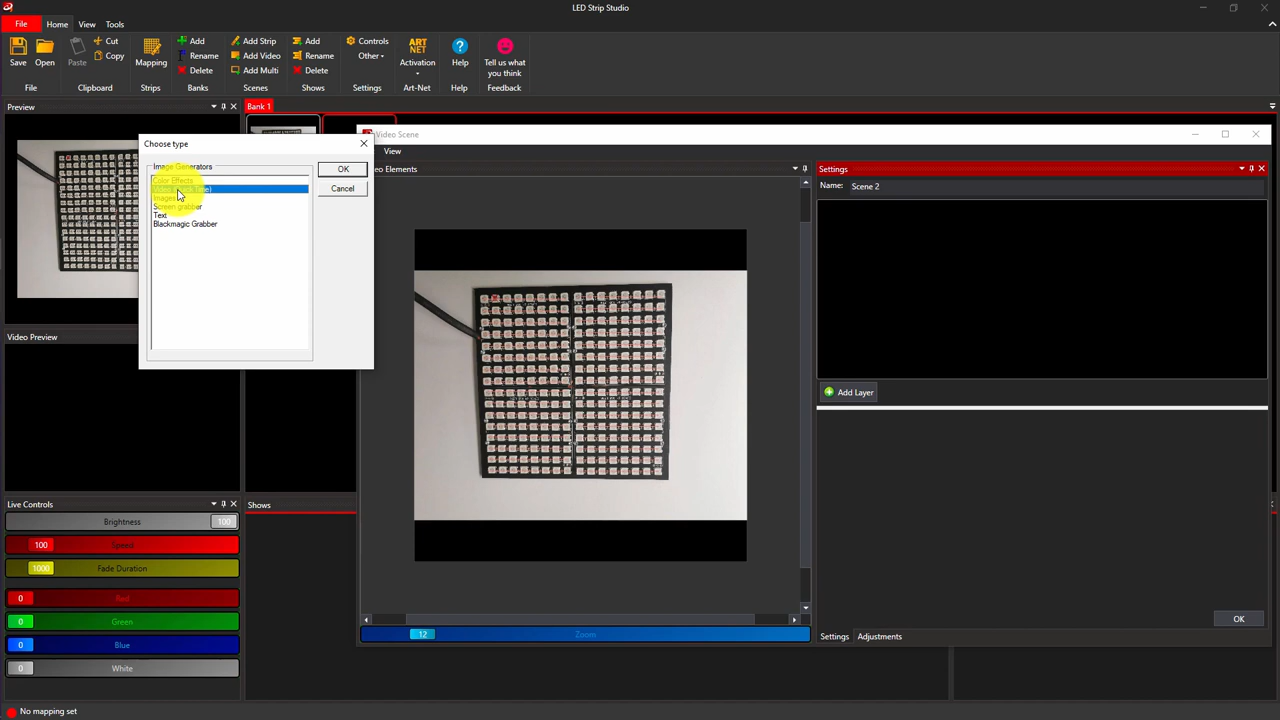 LED Strip Studio
File Home View Tools
Save Open Paste Cut Copy Mapping Add Rename Delete Add Strip Add Video Add Multi Add Rename Delete Controls Other ART NET Activation Help Tell us what you think
File Clipboard Strips Banks Scenes Shows Settings Art-Net Help Feedback
Preview
Bank 1
Video Scene
View
Choose type
Image Generators
Color Effects
Images
Screen grabber
Text
Blackmagic Grabber
OK
Cancel
Elements
Settings
Name: Scene 2
Add Layer
OK
Settings Adjustments
12 Zoom
Video Preview
Live Controls
Brightness 100
100 Speed
1000 Fade Duration
0 Red
0 Green
0 Blue
0 White
Shows
No mapping set